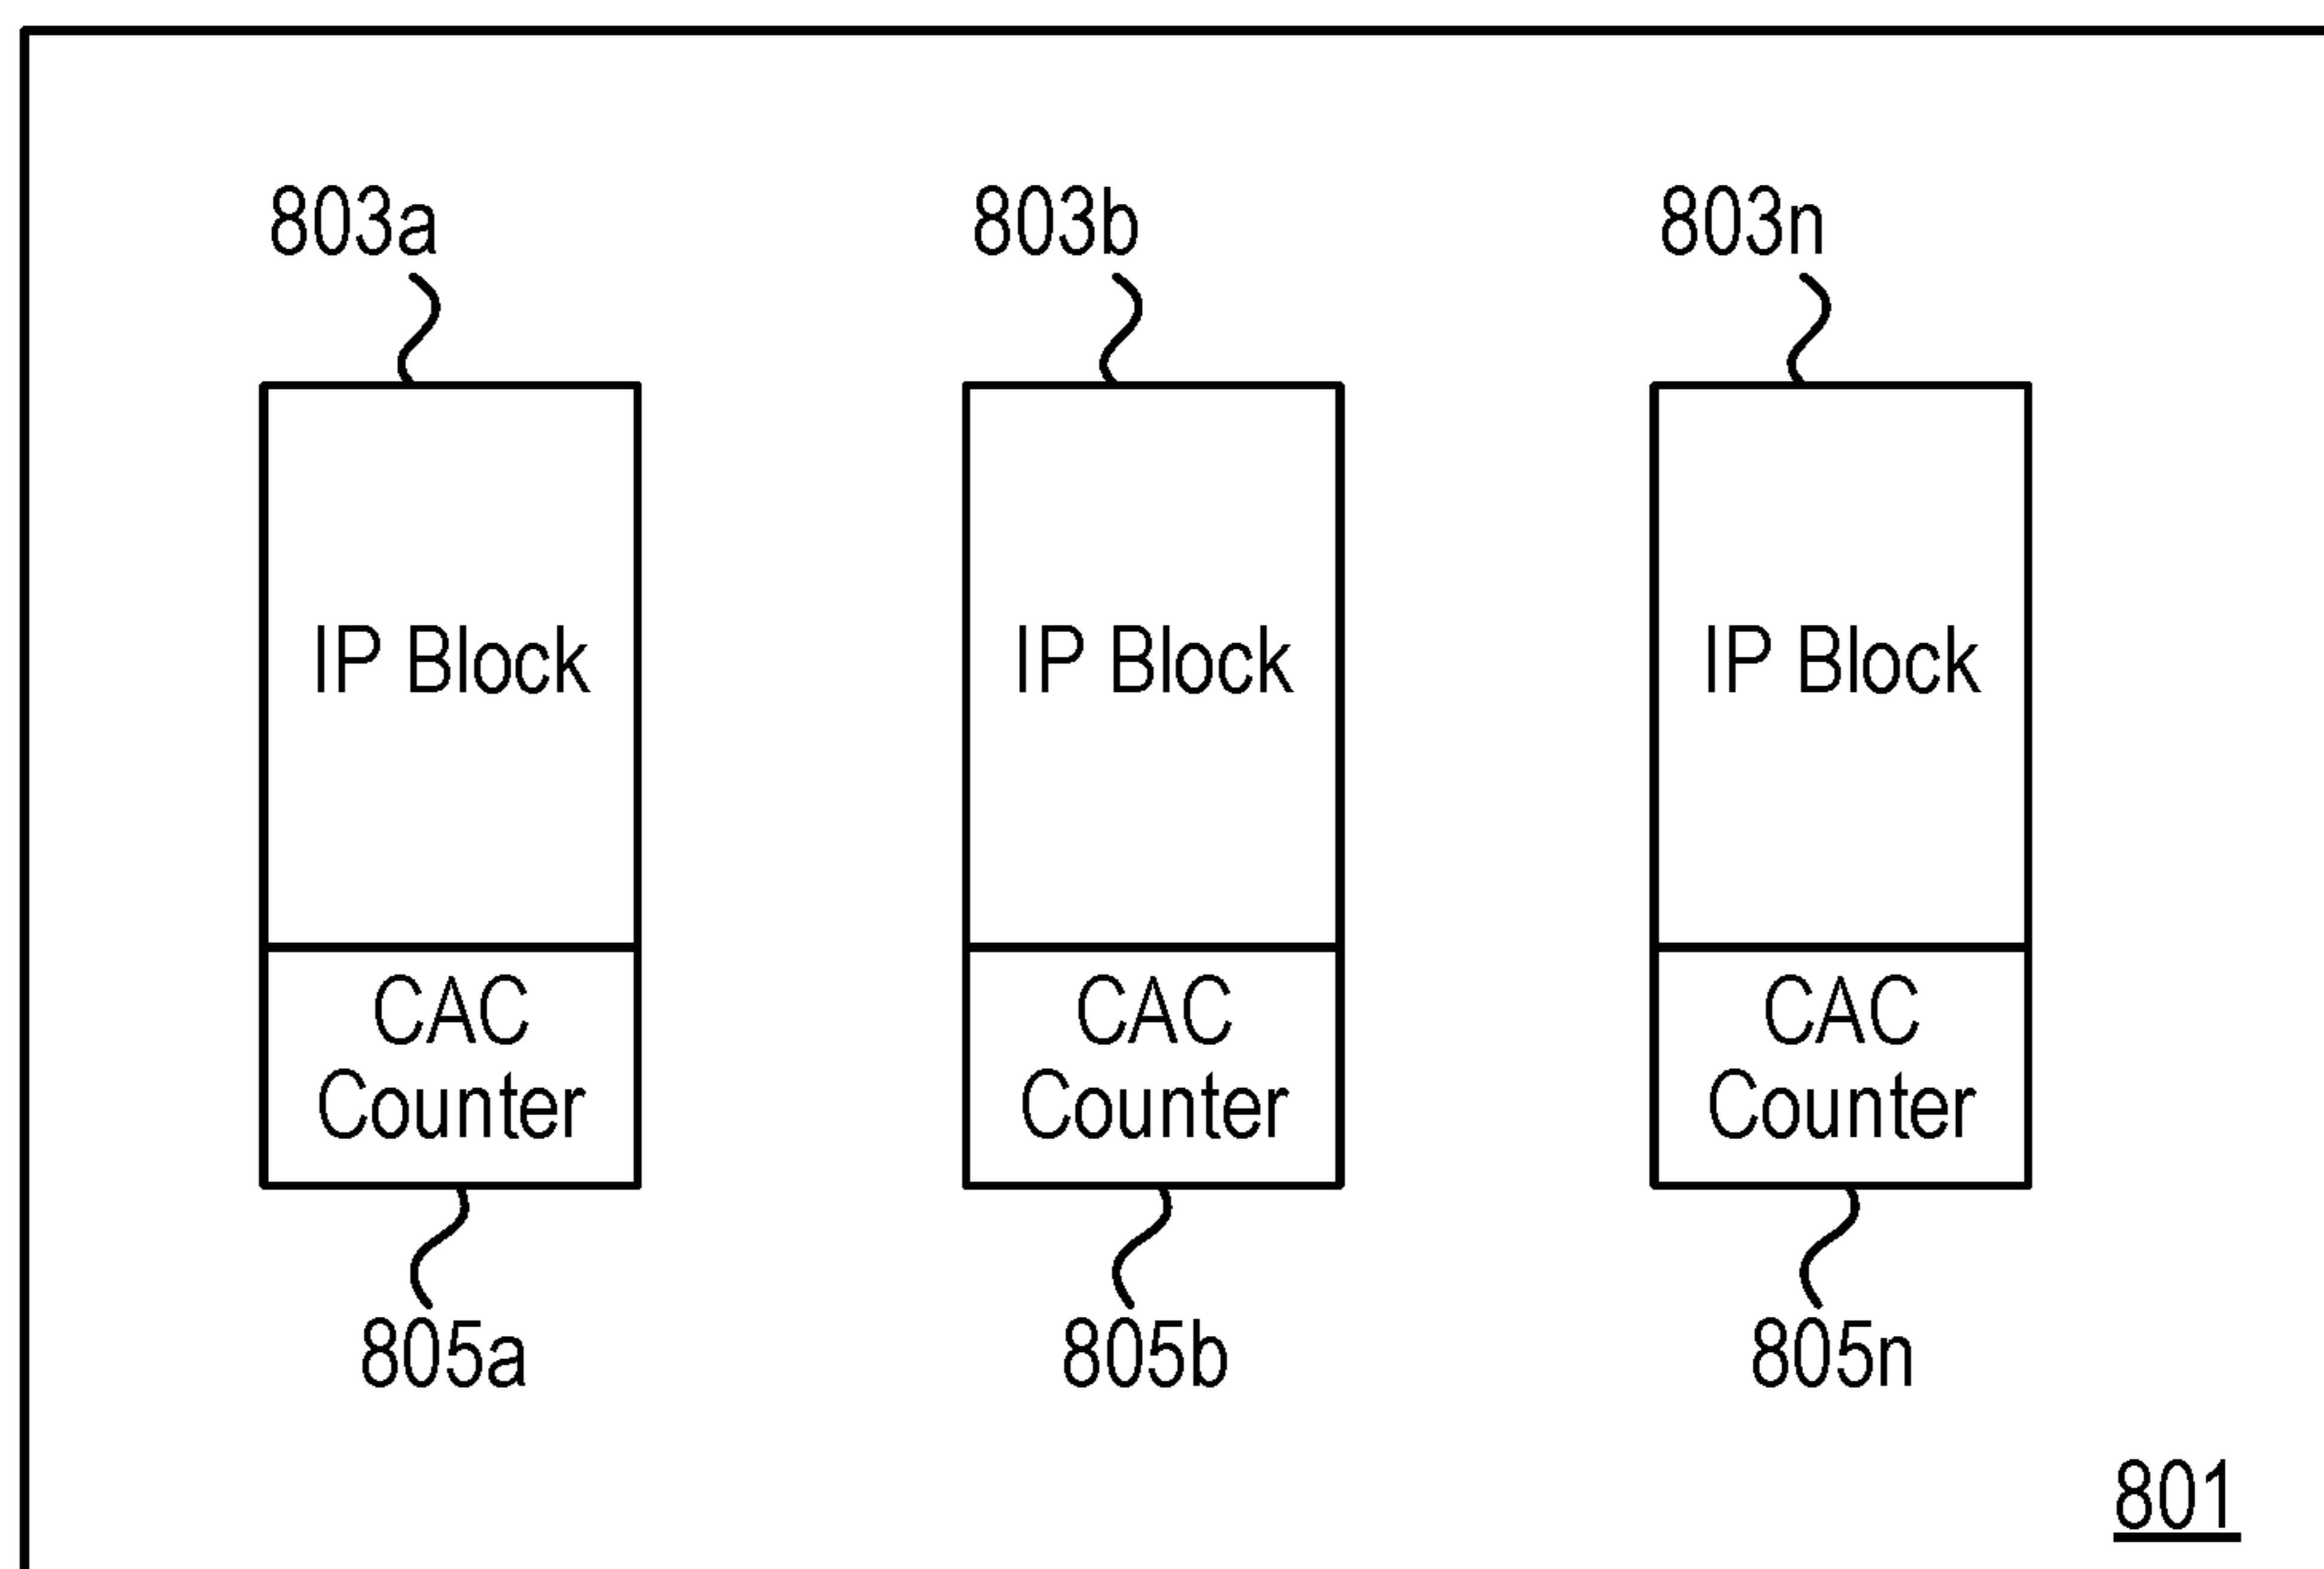 803a 803b 803n
IP Block IP Block IP Block
CAC CAC CAC
Counter Counter Counter
805a 805b 805n
801